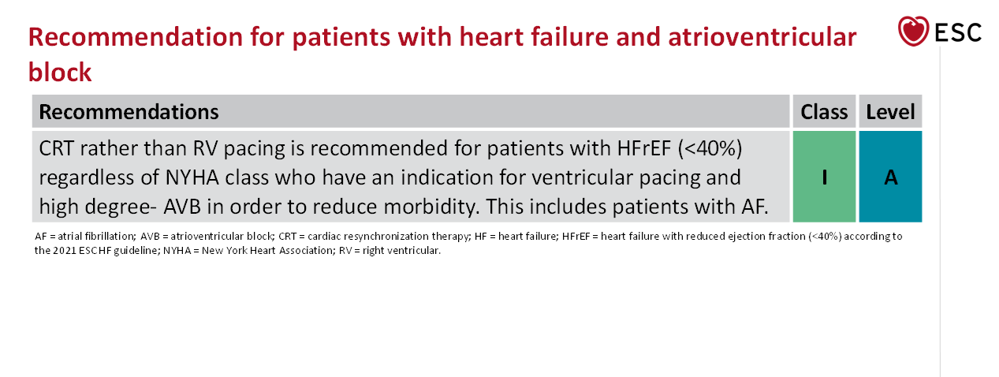 Recommendation for patients with heart failure and atrioventricular
block
ESC
Recommendations Class Level
CRT rather than RV pacing is recommended for patients with HFrEF (<40%)
regardless of NYHA class who have an indication for ventricular pacing and
high degree- AVB in order to reduce morbidity. This includes patients with AF.
I A
AF = atrial fibrillation; AVB = atrioventricular block; CRT = cardiac resynchronization therapy; HF = heart failure; HFrEF = heart failure with reduced ejection fraction (<40%) according to
the 2021 ESC HF guideline; NYHA = New York Heart Association; RV = right ventricular.